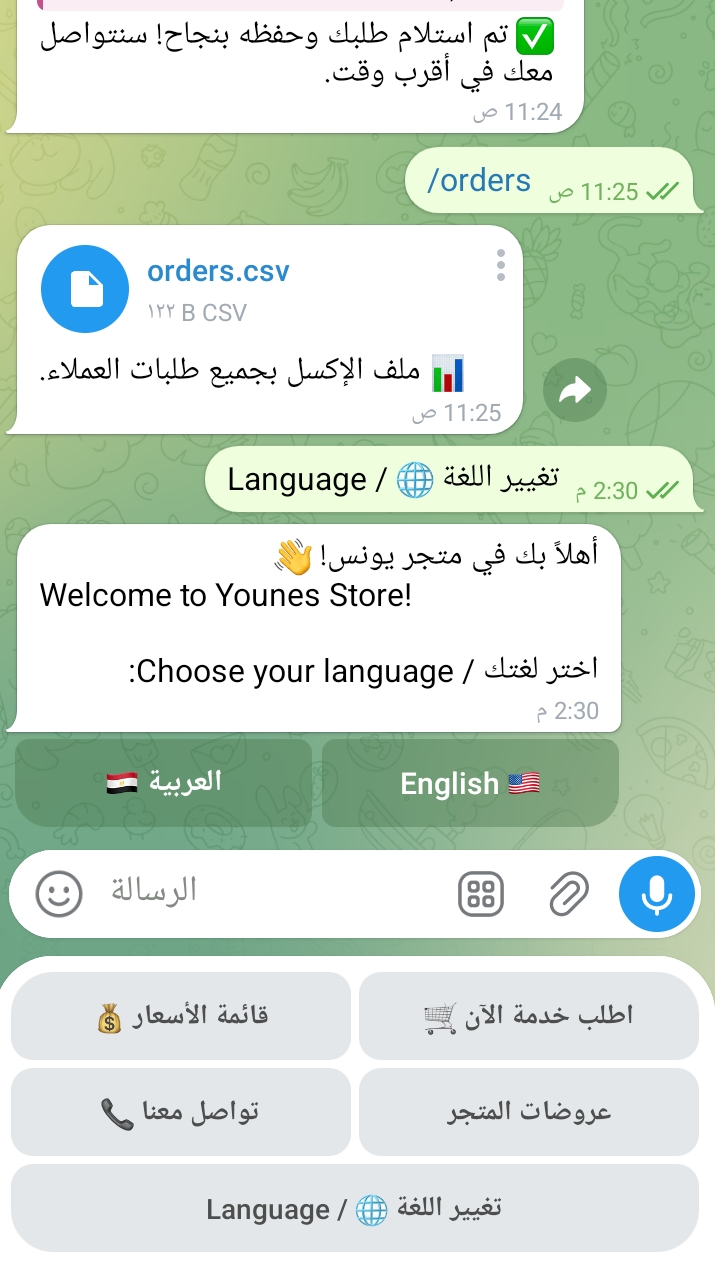 ✅ تم استلام طلبك وحفظه بنجاح! سنتواصل
معك في أقرب وقت.
11:24 ص
/orders
11:25 ص
orders.csv
١٢٢ B CSV
📊 ملف الإكسل بجميع طلبات العملاء.
11:25 ص
تغيير اللغة 🌐 / Language
2:30 م
أهلاً بك في متجر يونس! 👋
Welcome to Younes Store!
اختر لغتك / Choose your language:
2:30 م
العربية 🇪🇬
English 🇺🇸
الرسالة
اطلب خدمة الآن 🛒
قائمة الأسعار 💰
عروضات المتجر
تواصل معنا 📞
تغيير اللغة 🌐 / Language